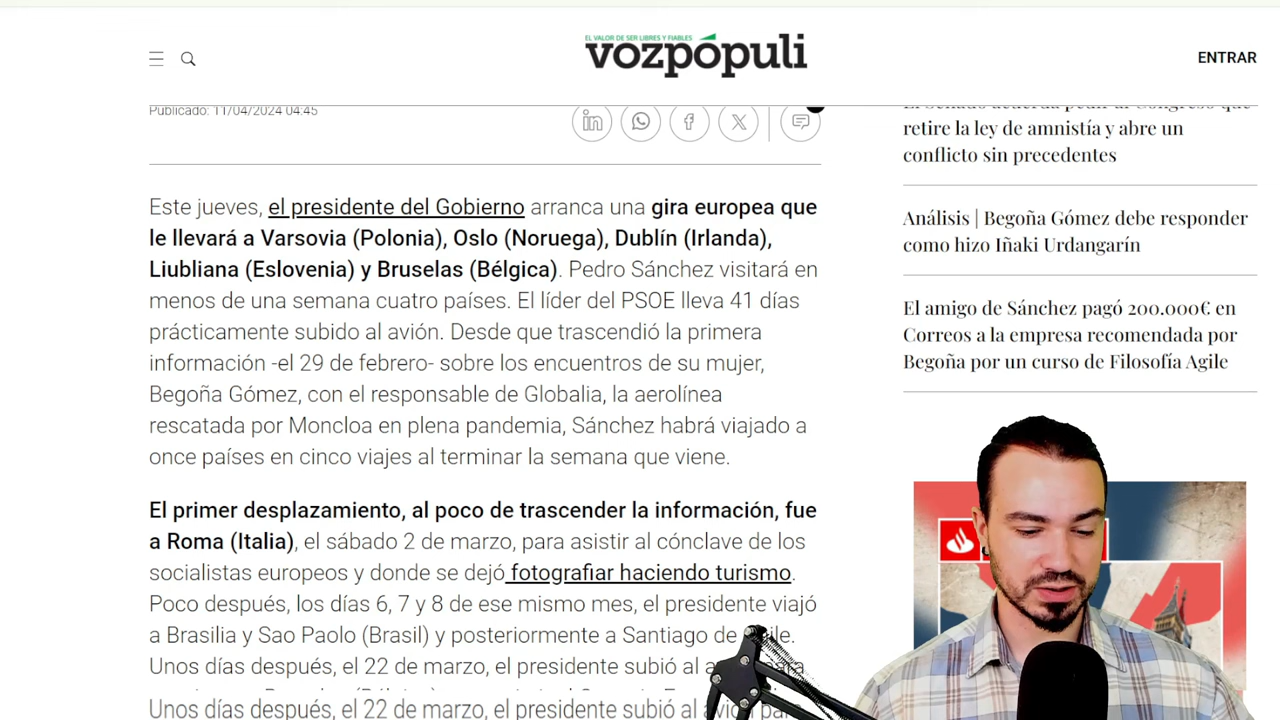 EL VALOR DE SER LIBRES Y FIABLES
vozpópuli
ENTRAR
Publicado: 11/04/2024 04:45
Este jueves, el presidente del Gobierno arranca una gira europea que
le llevará a Varsovia (Polonia), Oslo (Noruega), Dublín (Irlanda),
Liubliana (Eslovenia) y Bruselas (Bélgica). Pedro Sánchez visitará en
menos de una semana cuatro países. El líder del PSOE lleva 41 días
prácticamente subido al avión. Desde que trascendió la primera
información -el 29 de febrero- sobre los encuentros de su mujer,
Begoña Gómez, con el responsable de Globalia, la aerolínea
rescatada por Moncloa en plena pandemia, Sánchez habrá viajado a
once países en cinco viajes al terminar la semana que viene.
El primer desplazamiento, al poco de trascender la información, fue
a Roma (Italia), el sábado 2 de marzo, para asistir al cónclave de los
socialistas europeos y donde se dejó fotografiar haciendo turismo.
Poco después, los días 6, 7 y 8 de ese mismo mes, el presidente viajó
a Brasilia y Sao Paolo (Brasil) y posteriormente a Santiago de
Unos días después, el 22 de marzo, el presidente subió al
Unos días después, el 22 de marzo, el presidente subió al avión para
El Senado acuerda pedir al Congreso que
retire la ley de amnistía y abre un
conflicto sin precedentes
Análisis | Begoña Gómez debe responder
como hizo Iñaki Urdangarín
El amigo de Sánchez pagó 200.000€ en
Correos a la empresa recomendada por
Begoña por un curso de Filosofía Agile